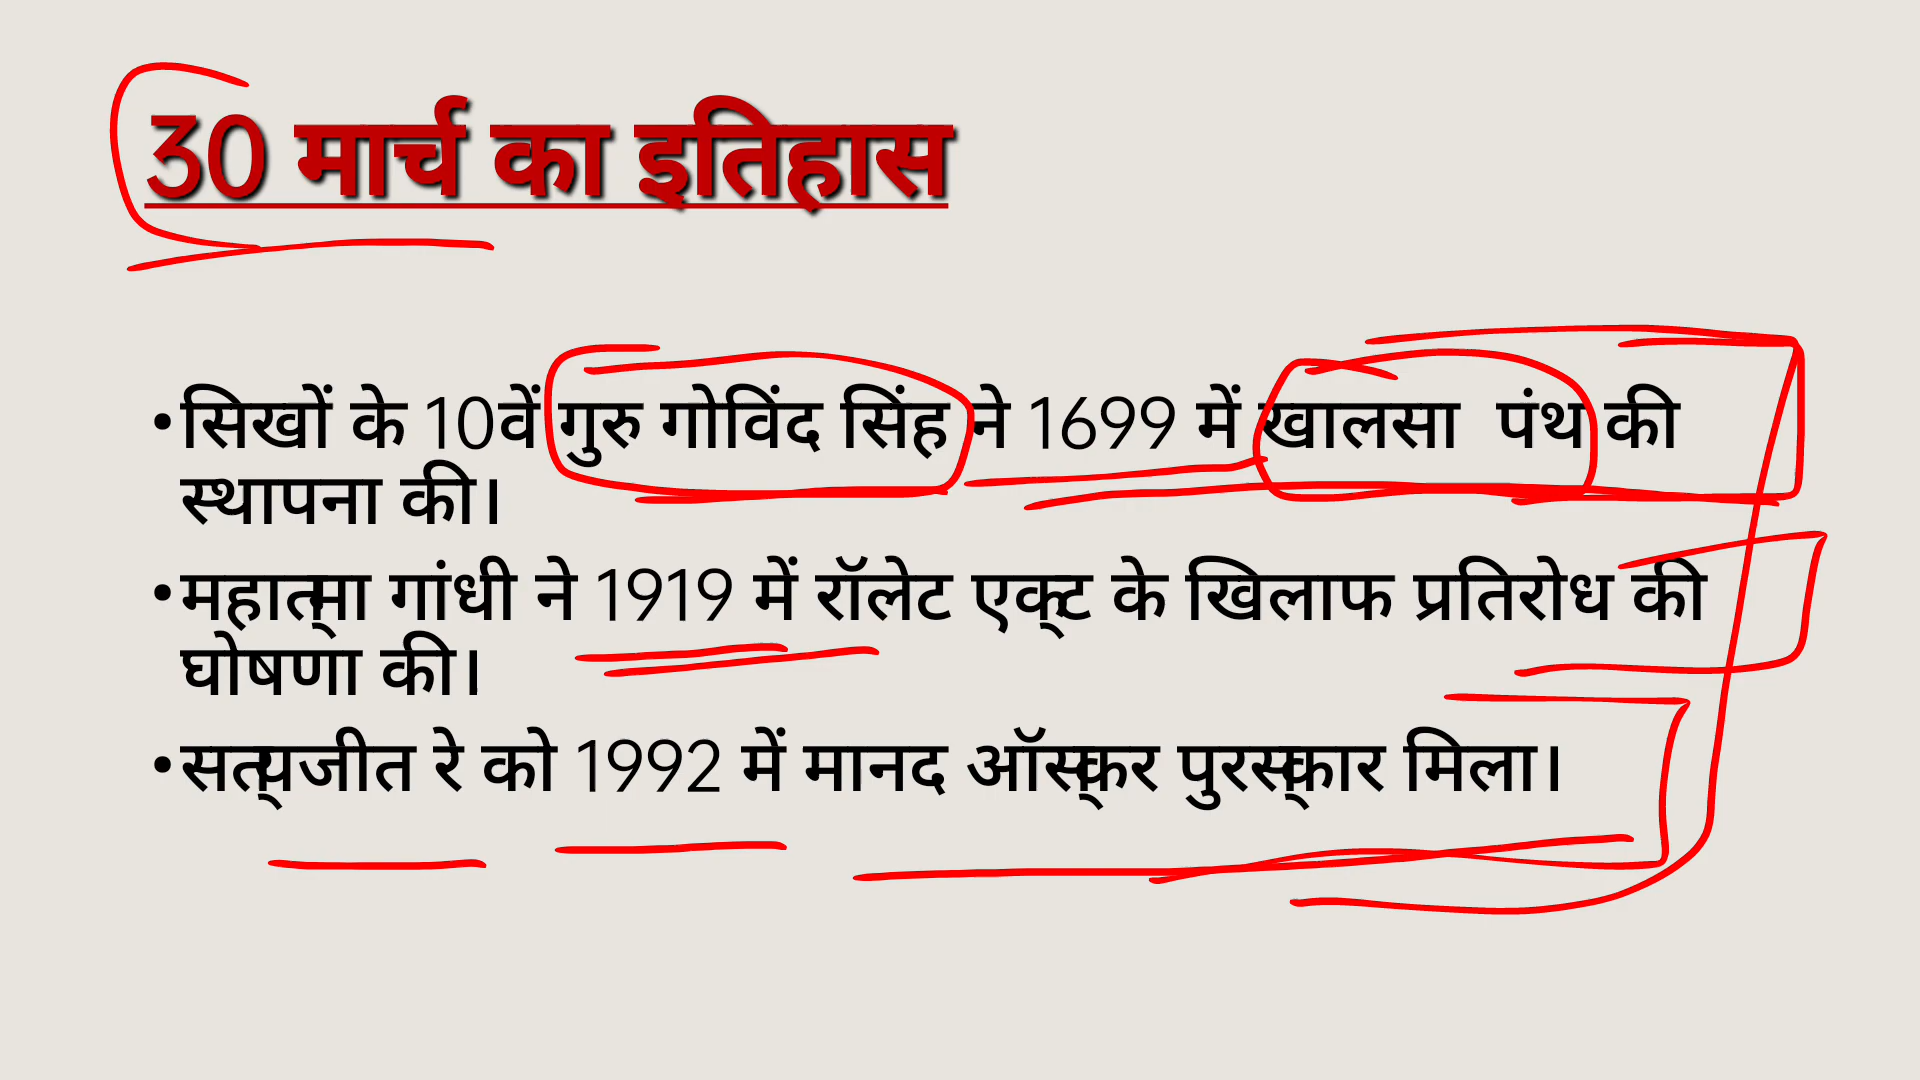 30 मार्च का इतिहास
•सिखों के 10वें गुरु गोविंद सिंह ने 1699 में खालसा पंथ की
स्थापना की।
•महात्मा गांधी ने 1919 में रॉलेट एक्ट के खिलाफ प्रतिरोध की
घोषणा की।
•सत्यजीत रे को 1992 में मानद ऑस्कर पुरस्कार मिला।